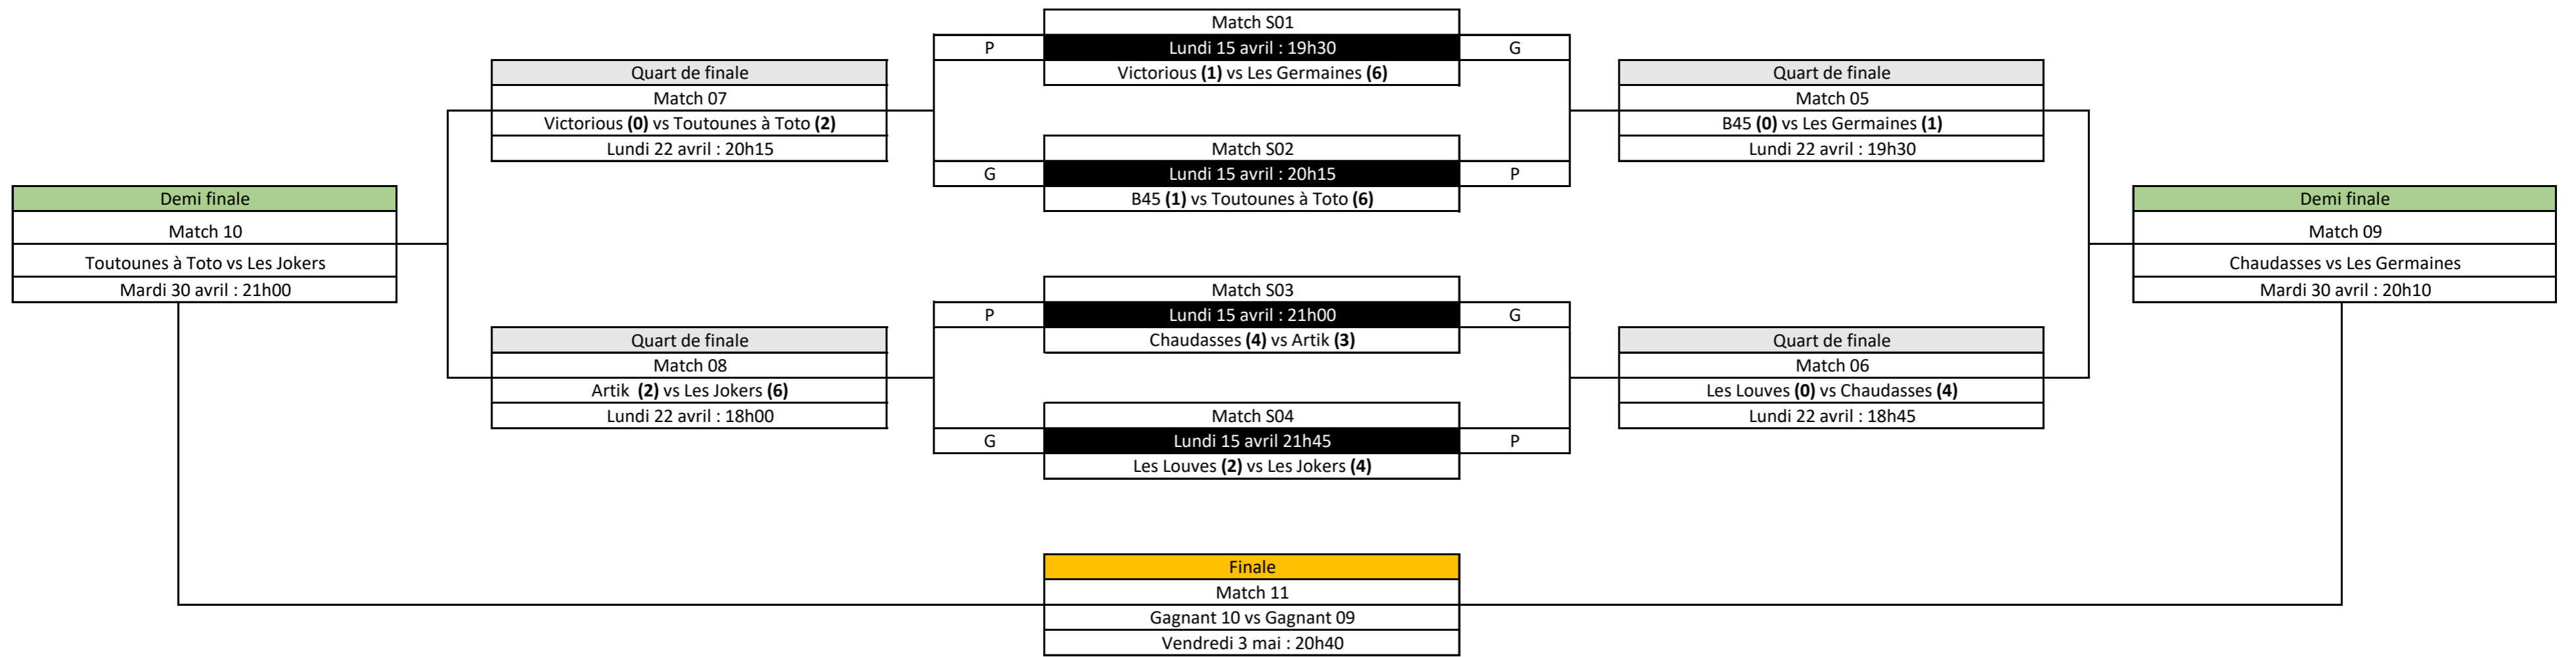 Match S01
P
Lundi 15 avril : 19h30
G
Victorious (1) vs Les Germaines (6)
Quart de finale
Match 07
Victorious (0) vs Toutounes à Toto (2)
Lundi 22 avril : 20h15
Quart de finale
Match 05
B45 (0) vs Les Germaines (1)
Lundi 22 avril : 19h30
Match S02
G
Lundi 15 avril : 20h15
P
B45 (1) vs Toutounes à Toto (6)
Demi finale
Match 10
Toutounes à Toto vs Les Jokers
Mardi 30 avril : 21h00
Demi finale
Match 09
Chaudasses vs Les Germaines
Mardi 30 avril : 20h10
Match S03
P
Lundi 15 avril : 21h00
G
Chaudasses (4) vs Artik (3)
Quart de finale
Match 08
Artik  (2) vs Les Jokers (6)
Lundi 22 avril : 18h00
Quart de finale
Match 06
Les Louves (0) vs Chaudasses (4)
Lundi 22 avril : 18h45
Match S04
G
Lundi 15 avril 21h45
P
Les Louves (2) vs Les Jokers (4)
Finale
Match 11
Gagnant 10 vs Gagnant 09
Vendredi 3 mai : 20h40